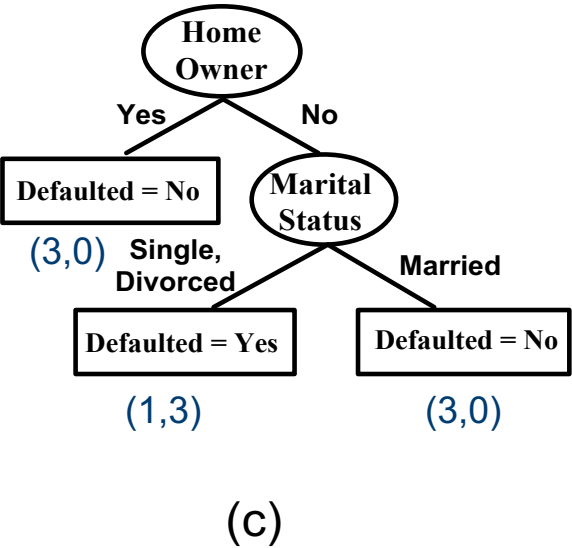 Home
Owner
Yes
No
Defaulted = No
Marital
Status
(3,0)
Single,
Divorced
Married
Defaulted = Yes
Defaulted = No
(1,3)
(3,0)
(c)